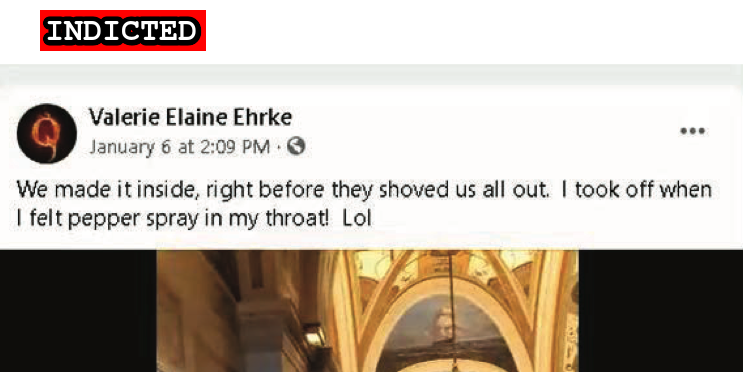 INDICTED
Valerie Elaine Ehrke
January 6 at 2:09 PM ·
We made it inside, right before they shoved us all out. I took off when
I felt pepper spray in my throat! Lol